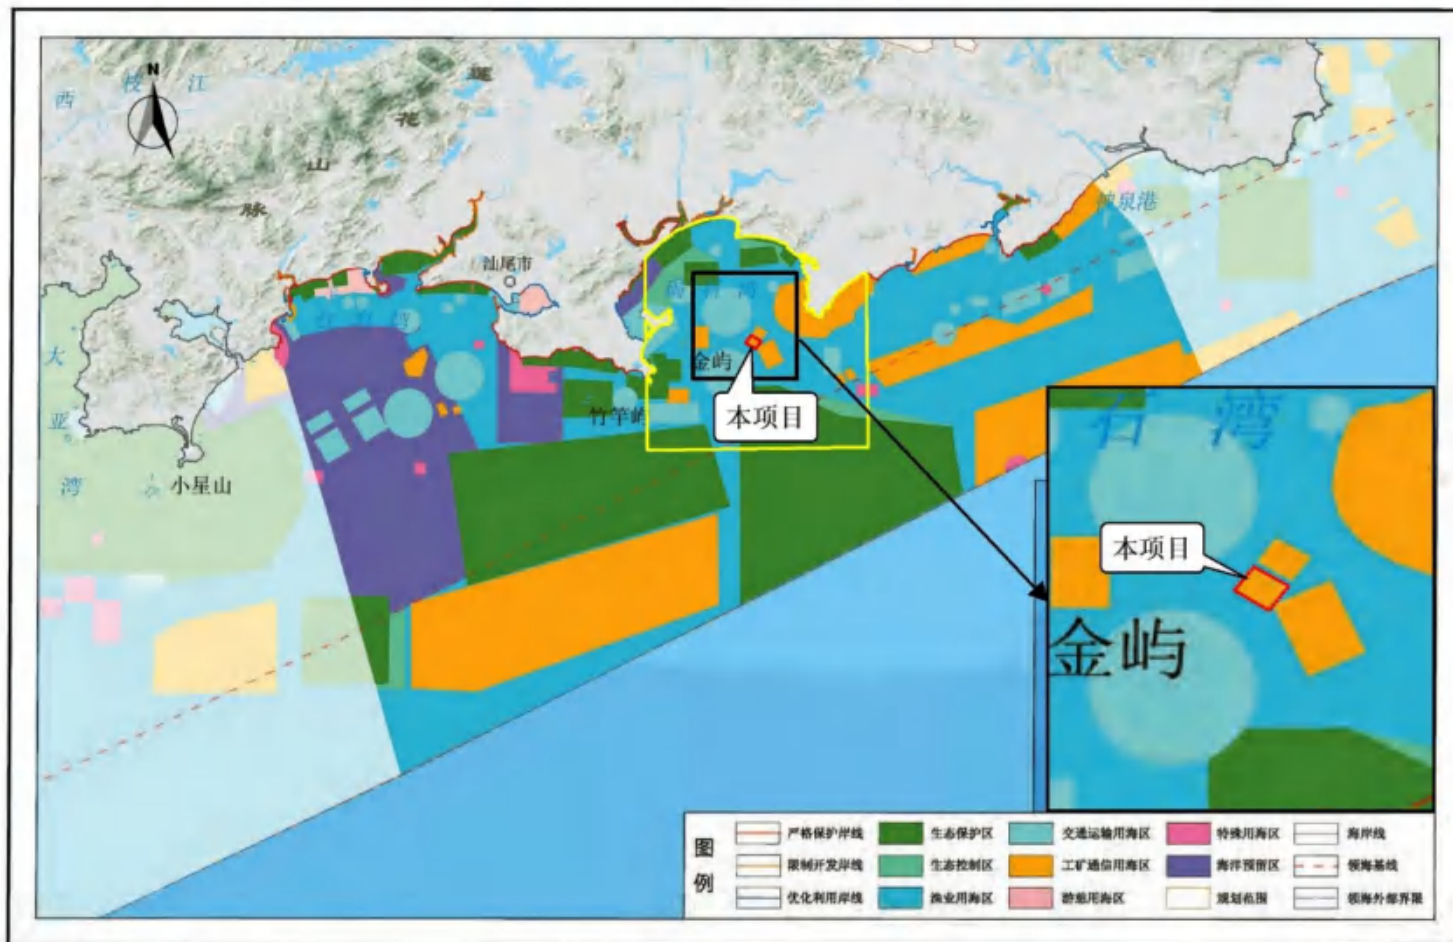 N
西 枝 江
莲
花
山
脉
神泉港
汕尾市
碣 石 湾
红 海 湾
大
亚
湾
金屿
本项目
竹竿屿
小星山
石 湾
本项目
金屿
图例
严格保护岸线
生态保护区
交通运输用海区
特殊用海区
海岸线
限制开发岸线
生态控制区
工矿通信用海区
海洋预留区
领海基线
优化利用岸线
渔业用海区
游憩用海区
规划范围
领海外部界限